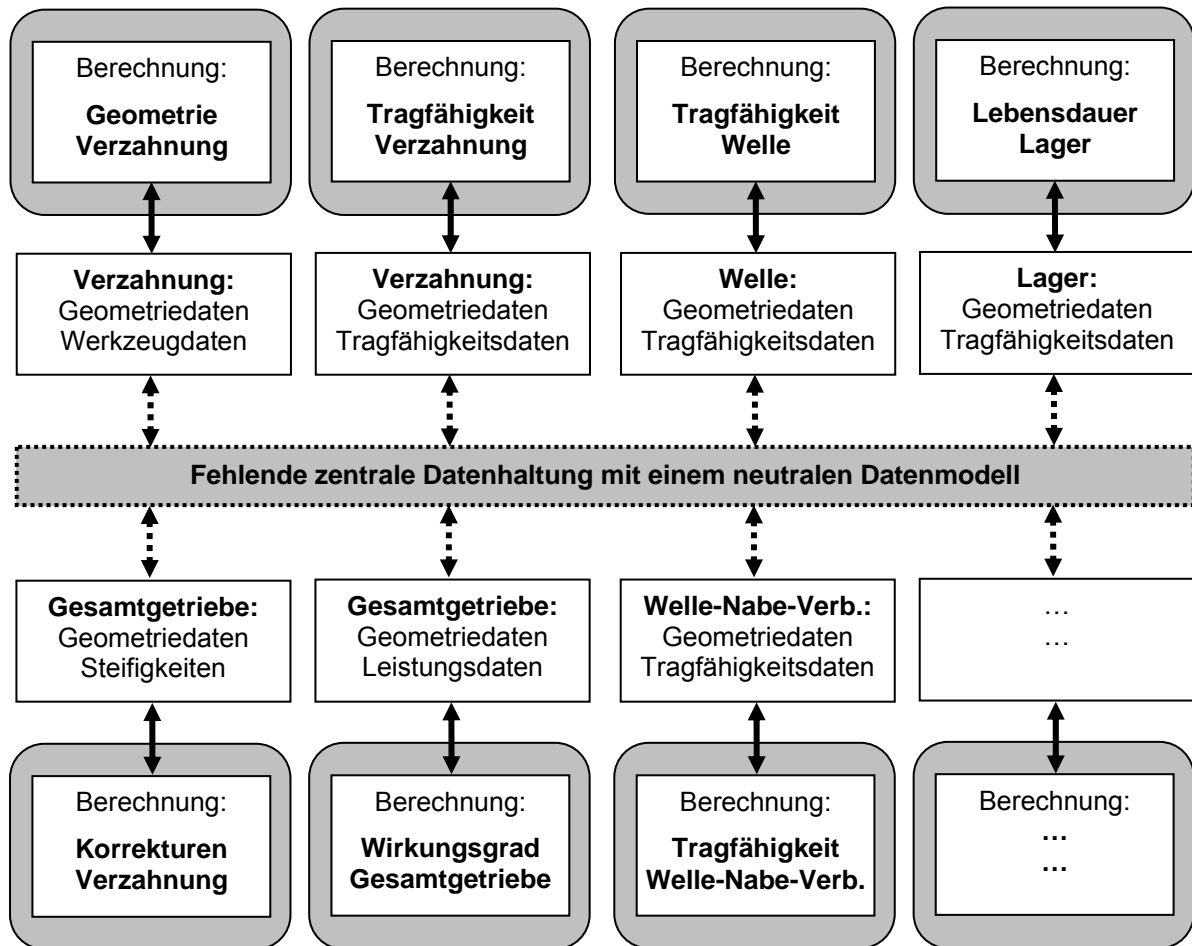 Berechnung:
Geometrie
Verzahnung
Berechnung:
Tragfähigkeit
Verzahnung
Berechnung:
Tragfähigkeit
Welle
Berechnung:
Lebensdauer
Lager
Verzahnung:
Geometriedaten
Werkzeugdaten
Verzahnung:
Geometriedaten
Tragfähigkeitsdaten
Welle:
Geometriedaten
Tragfähigkeitsdaten
Lager:
Geometriedaten
Tragfähigkeitsdaten
Fehlende zentrale Datenhaltung mit einem neutralen Datenmodell
Gesamtgetriebe:
Geometriedaten
Steifigkeiten
Gesamtgetriebe:
Geometriedaten
Leistungsdaten
Welle-Nabe-Verb.:
Geometriedaten
Tragfähigkeitsdaten
…
…
Berechnung:
Korrekturen
Verzahnung
Berechnung:
Wirkungsgrad
Gesamtgetriebe
Berechnung:
Tragfähigkeit
Welle-Nabe-Verb.
Berechnung:
…
…